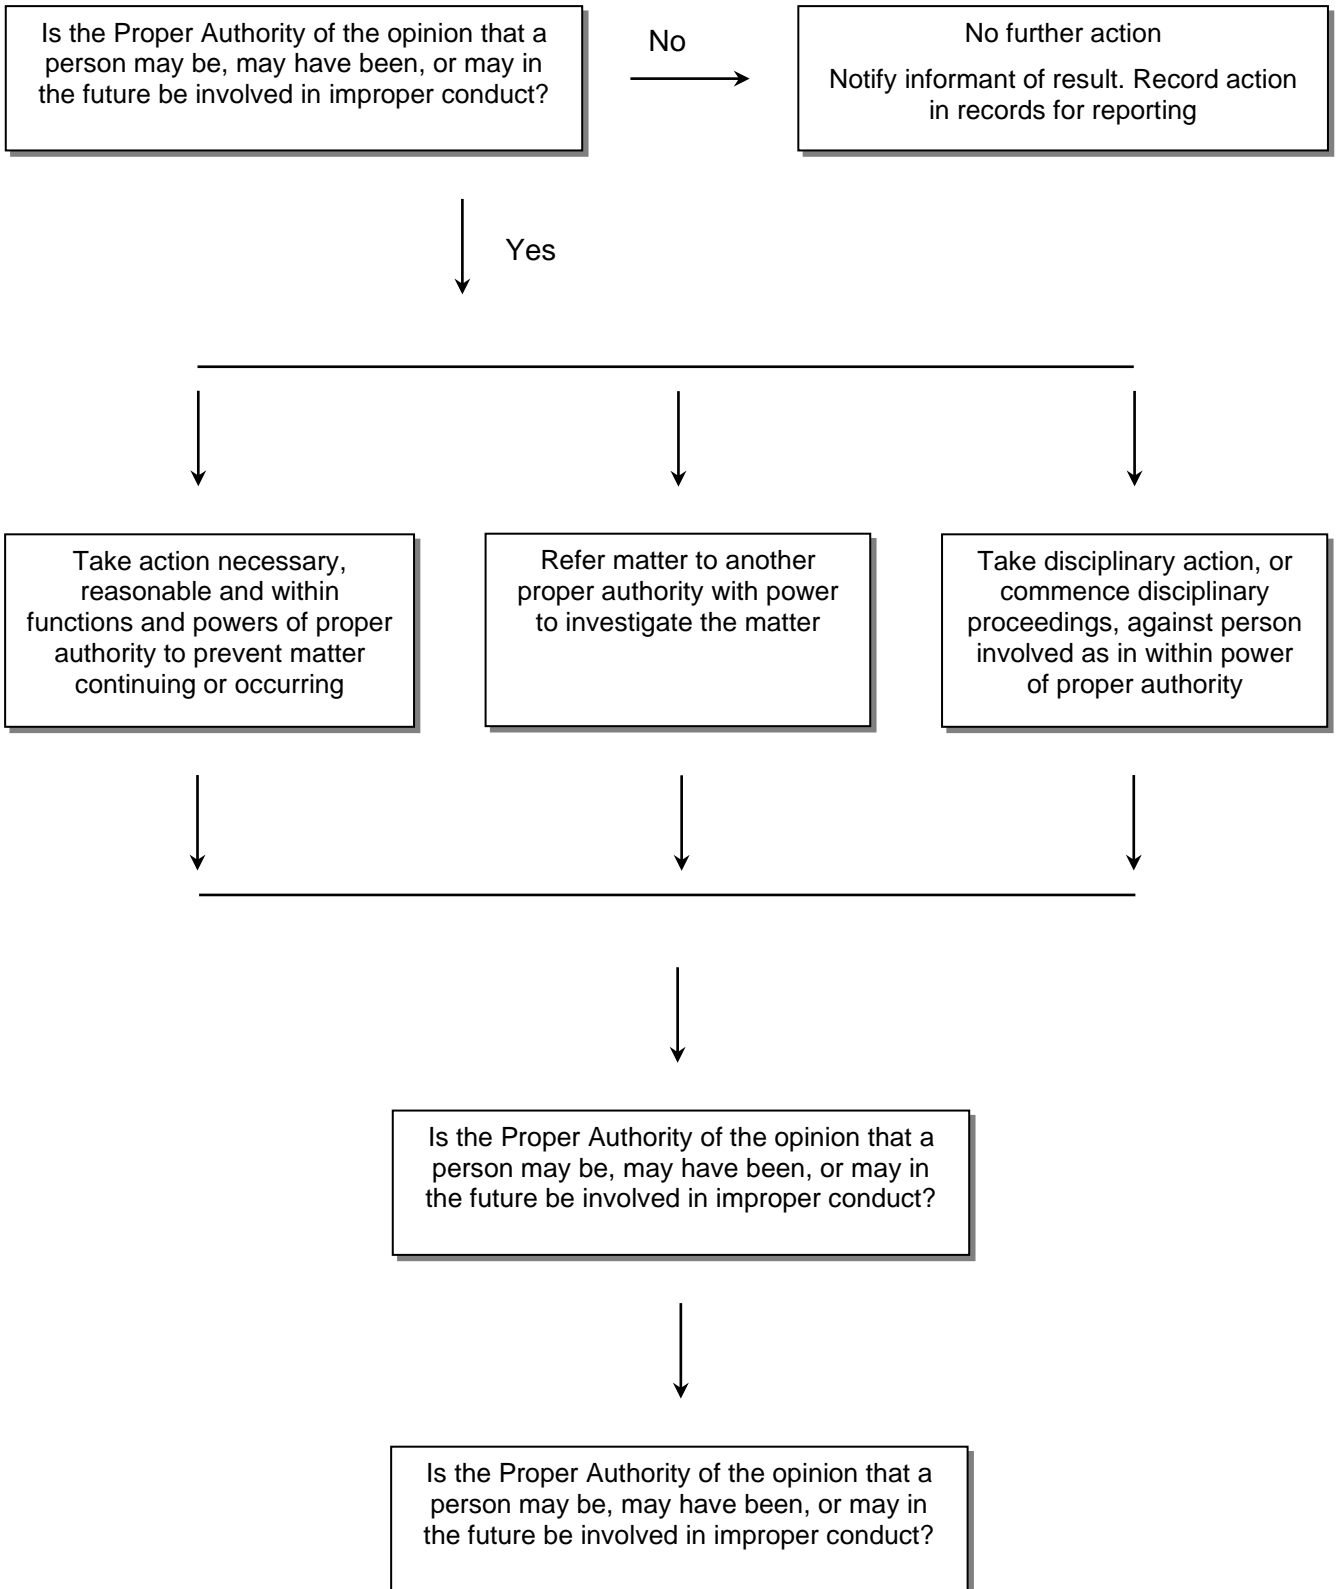 Is the Proper Authority of the opinion that a
person may be, may have been, or may in
the future be involved in improper conduct?
No
No further action
Notify informant of result. Record action
in records for reporting
Yes
Take action necessary,
reasonable and within
functions and powers of proper
authority to prevent matter
continuing or occurring
Refer matter to another
proper authority with power
to investigate the matter
Take disciplinary action, or
commence disciplinary
proceedings, against person
involved as in within power
of proper authority
Is the Proper Authority of the opinion that a
person may be, may have been, or may in
the future be involved in improper conduct?
Is the Proper Authority of the opinion that a
person may be, may have been, or may in
the future be involved in improper conduct?